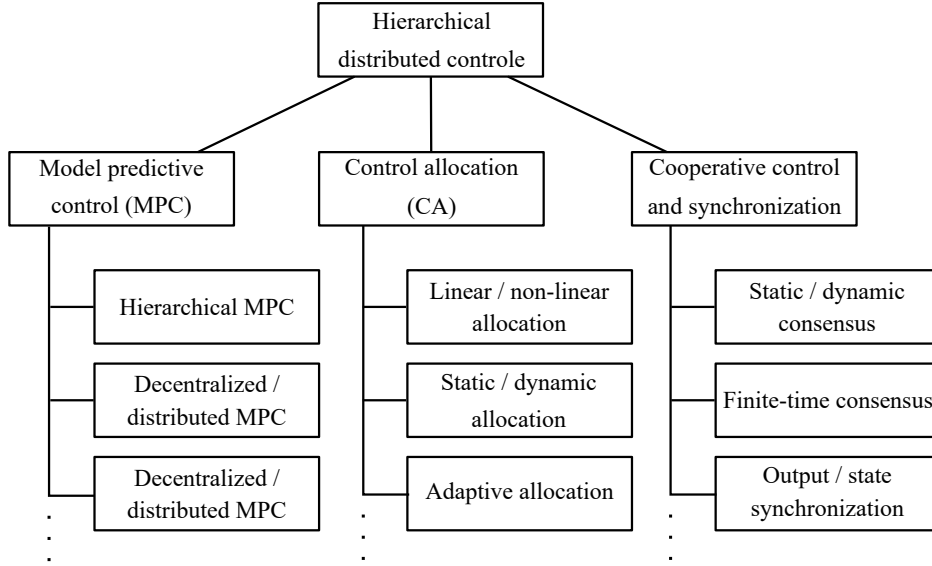 Hierarchical
distributed controle
Model predictive
control (MPC)
Control allocation
(CA)
Cooperative control
and synchronization
Hierarchical MPC
Decentralized /
distributed MPC
Decentralized /
distributed MPC
Linear / non-linear
allocation
Static / dynamic
allocation
Adaptive allocation
Static / dynamic
consensus
Finite-time consensus
Output / state
synchronization